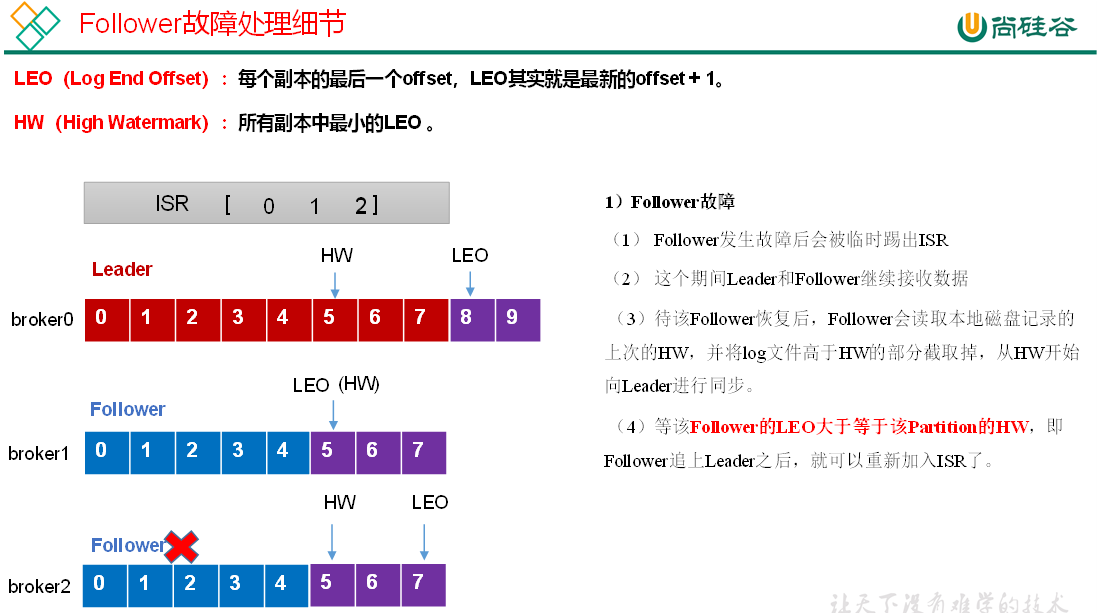 Follower故障处理细节
尚硅谷
LEO（Log End Offset）：每个副本的最后一个offset，LEO其实就是最新的offset + 1。
HW（High Watermark）：所有副本中最小的LEO 。
ISR [ 0 1 2 ]
HW LEO
Leader
broker0 0 1 2 3 4 5 6 7 8 9
LEO (HW)
Follower
broker1 0 1 2 3 4 5 6 7
HW LEO
Follower
broker2 0 1 2 3 4 5 6 7
1）Follower故障
（1） Follower发生故障后会被临时踢出ISR
（2） 这个期间Leader和Follower继续接收数据
（3）待该Follower恢复后，Follower会读取本地磁盘记录的
上次的HW，并将log文件高于HW的部分截取掉，从HW开始
向Leader进行同步。
（4）等该Follower的LEO大于等于该Partition的HW，即
Follower追上Leader之后，就可以重新加入ISR了。
让天下没有难学的技术